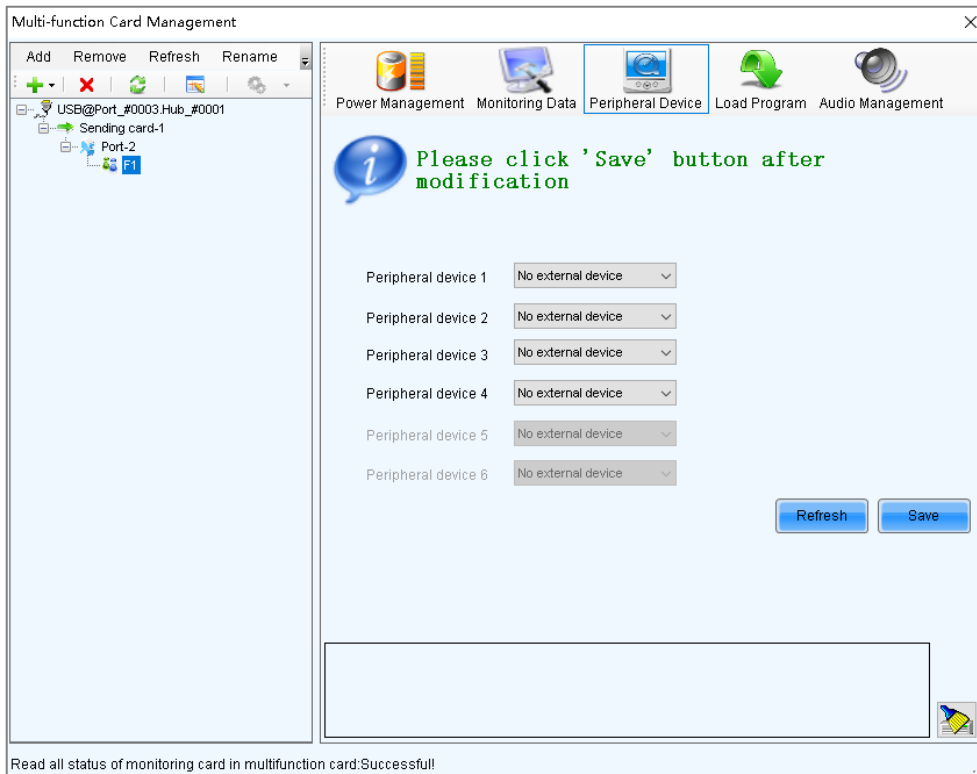 Multi-function Card Management
Add Remove Refresh Rename
USB@Port_#0003.Hub_#0001
Sending card-1
Port-2
F1
Power Management Monitoring Data Peripheral Device Load Program Audio Management
Please click 'Save' button after
modification
Peripheral device 1 No external device
Peripheral device 2 No external device
Peripheral device 3 No external device
Peripheral device 4 No external device
Peripheral device 5 No external device
Peripheral device 6 No external device
Refresh Save
Read all status of monitoring card in multifunction card:Successful!